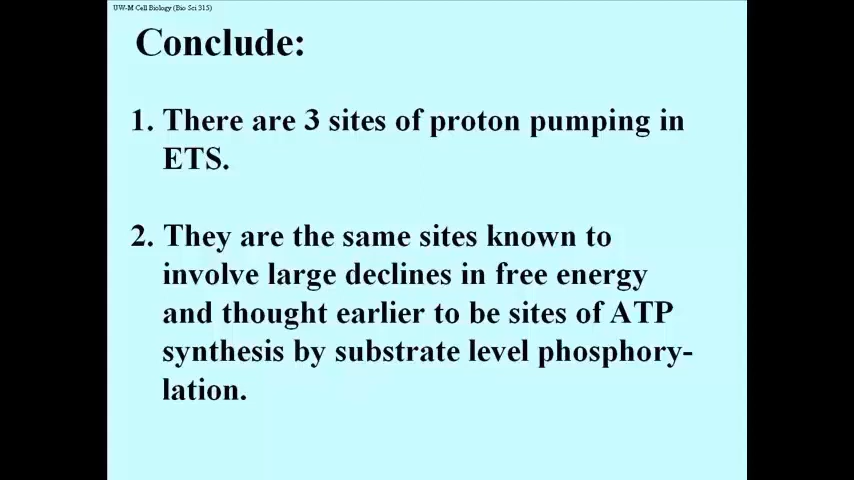 UW-M Cell Biology (Bio Sci 315)
Conclude:
1. There are 3 sites of proton pumping in
ETS.
2. They are the same sites known to
involve large declines in free energy
and thought earlier to be sites of ATP
synthesis by substrate level phosphory-
lation.